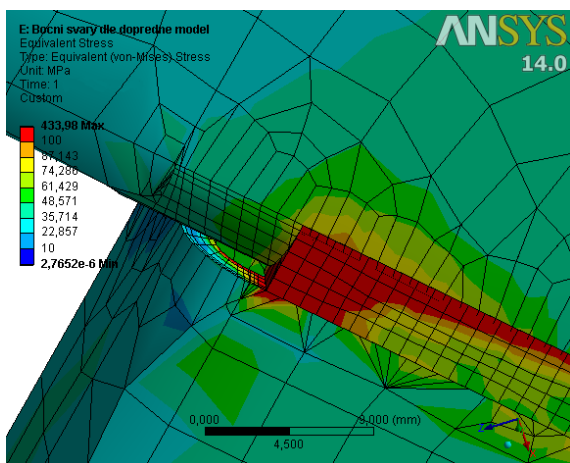 E: Bocni svary dle dopredne model
Equivalent Stress
Type: Equivalent (von-Mises) Stress
Unit: MPa
Time: 1
Custom
433,98 Max
100
87,143
74,286
61,429
48,571
35,714
22,857
10
2,7652e-6 Min
ANSYS
14.0
0,000
9,000 (mm)
4,500